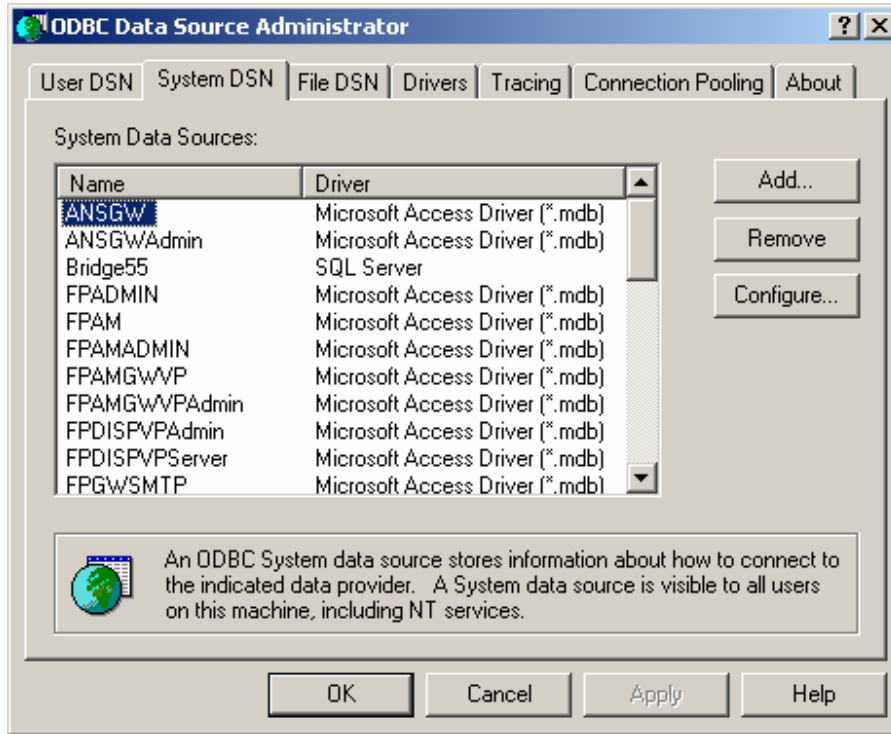 ODBC Data Source Administrator
User DSN System DSN File DSN Drivers Tracing Connection Pooling About
System Data Sources:
Name Driver
ANSGW Microsoft Access Driver (*.mdb)
ANSGWAdmin Microsoft Access Driver (*.mdb)
Bridge55 SQL Server
FPADMIN Microsoft Access Driver (*.mdb)
FPAM Microsoft Access Driver (*.mdb)
FPAMADMIN Microsoft Access Driver (*.mdb)
FPAMGWVP Microsoft Access Driver (*.mdb)
FPAMGWVPAdmin Microsoft Access Driver (*.mdb)
FPDISPVPAdmin Microsoft Access Driver (*.mdb)
FPDISPVPServer Microsoft Access Driver (*.mdb)
FPGWSMTP Microsoft Access Driver (*.mdb)
Add...
Remove
Configure...
An ODBC System data source stores information about how to connect to
the indicated data provider. A System data source is visible to all users
on this machine, including NT services.
OK Cancel Apply Help